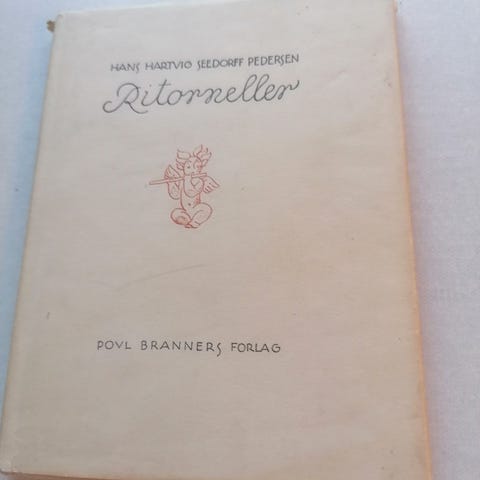 HANS HARTVIG SEEDORFF PEDERSEN
Ritorneller
POVL BRANNERS FORLAG